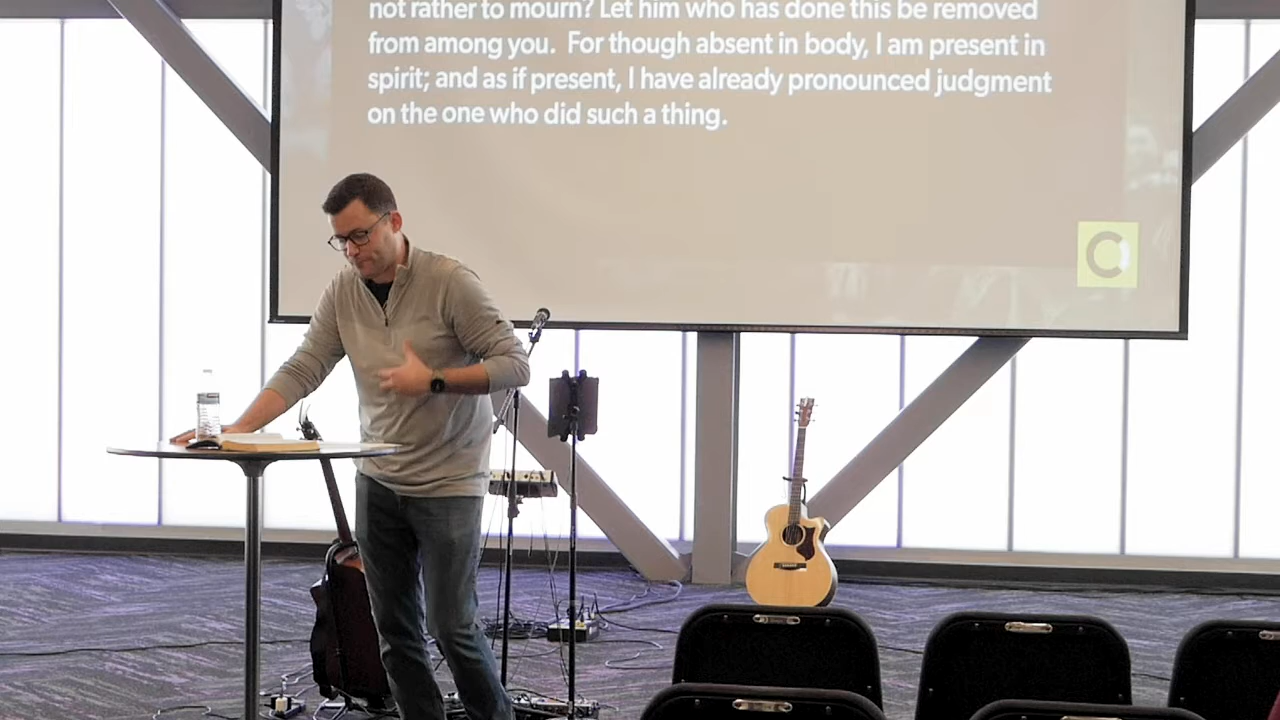 not rather to mourn? Let him who has done this be removed
from among you.  For though absent in body, I am present in
spirit; and as if present, I have already pronounced judgment
on the one who did such a thing.